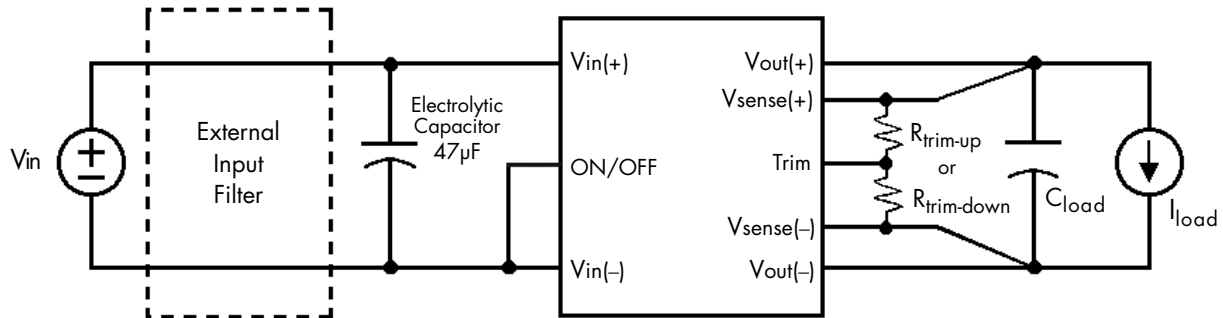 Vin
+
−
External
Input
Filter
Electrolytic
Capacitor
47µF
Vin(+)
ON/OFF
Vin(−)
Vout(+)
Vsense(+)
Trim
Vsense(−)
Vout(−)
Rtrim-up
or
Rtrim-down
Cload
Iload